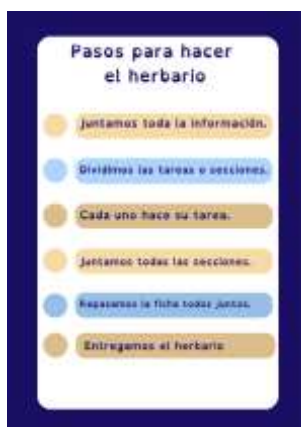 Pasos para hacer
el herbario
Juntamos toda la información.
Dividimos las tareas o secciones.
Cada uno hace su tarea.
Juntamos todas las secciones.
Repasamos la ficha todos juntos.
Entregamos el herbario